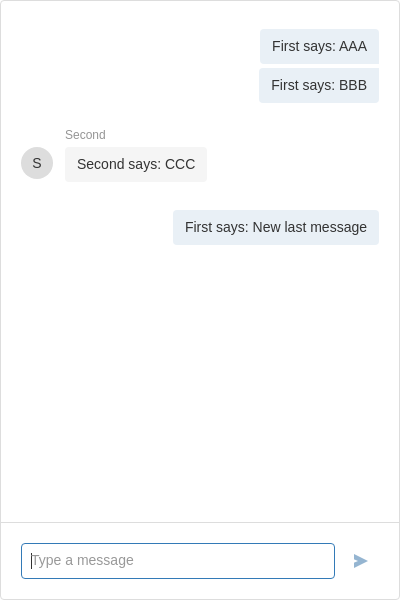 First says: AAA
First says: BBB
Second
S
Second says: CCC
First says: New last message
Type a message